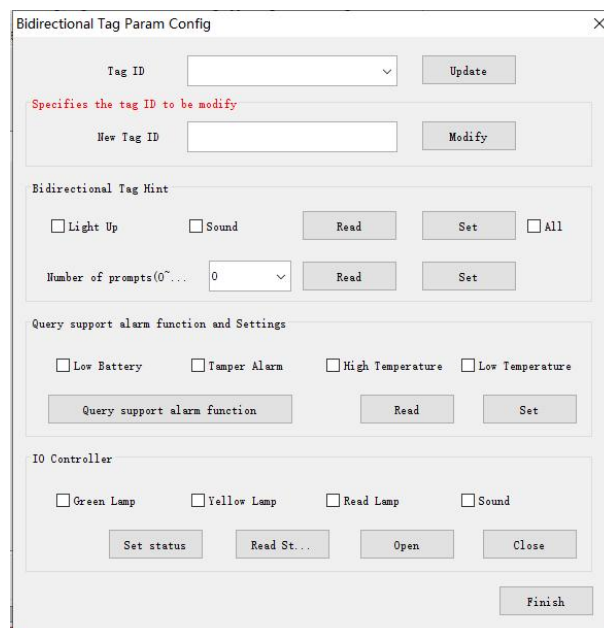 Bidirectional Tag Param Config
Tag ID Update
Specifies the tag ID to be modify
New Tag ID Modify
Bidirectional Tag Hint
Light Up Sound Read Set All
Number of prompts(0~... 0 Read Set
Query support alarm function and Settings
Low Battery Tamper Alarm High Temperature Low Temperature
Query support alarm function Read Set
IO Controller
Green Lamp Yellow Lamp Read Lamp Sound
Set status Read St... Open Close
Finish